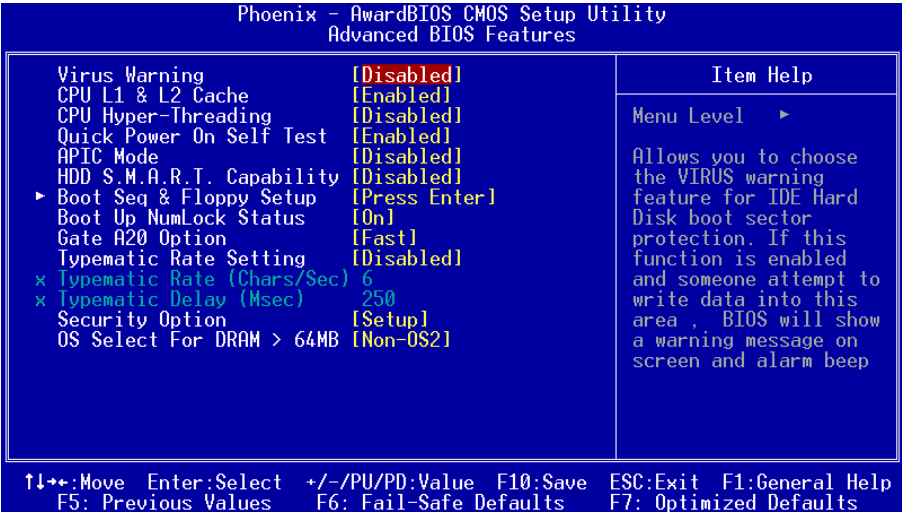 Phoenix - AwardBIOS CMOS Setup Utility
Advanced BIOS Features
Virus Warning [Disabled]
CPU L1 & L2 Cache [Enabled]
CPU Hyper-Threading [Disabled]
Quick Power On Self Test [Enabled]
APIC Mode [Disabled]
HDD S.M.A.R.T. Capability [Disabled]
► Boot Seq & Floppy Setup [Press Enter]
Boot Up NumLock Status [On]
Gate A20 Option [Fast]
Typematic Rate Setting [Disabled]
x Typematic Rate (Chars/Sec) 6
x Typematic Delay (Msec) 250
Security Option [Setup]
OS Select For DRAM > 64MB [Non-OS2]
Item Help
Menu Level ►
Allows you to choose
the VIRUS warning
feature for IDE Hard
Disk boot sector
protection. If this
function is enabled
and someone attempt to
write data into this
area , BIOS will show
a warning message on
screen and alarm beep
↑↓→←:Move Enter:Select +/-/PU/PD:Value F10:Save ESC:Exit F1:General Help
F5: Previous Values F6: Fail-Safe Defaults F7: Optimized Defaults